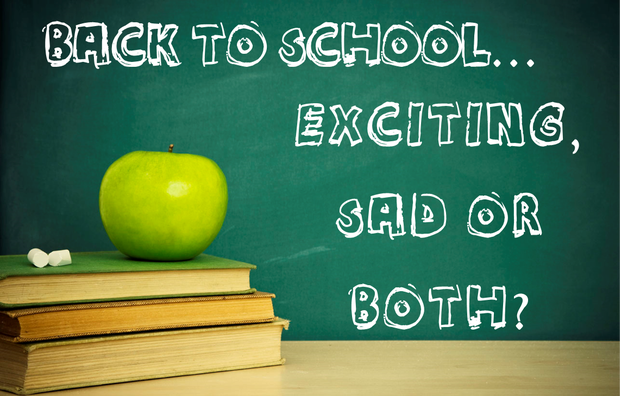 BACK TO SCHOOL...
EXCITING,
SAD OR
BOTH?